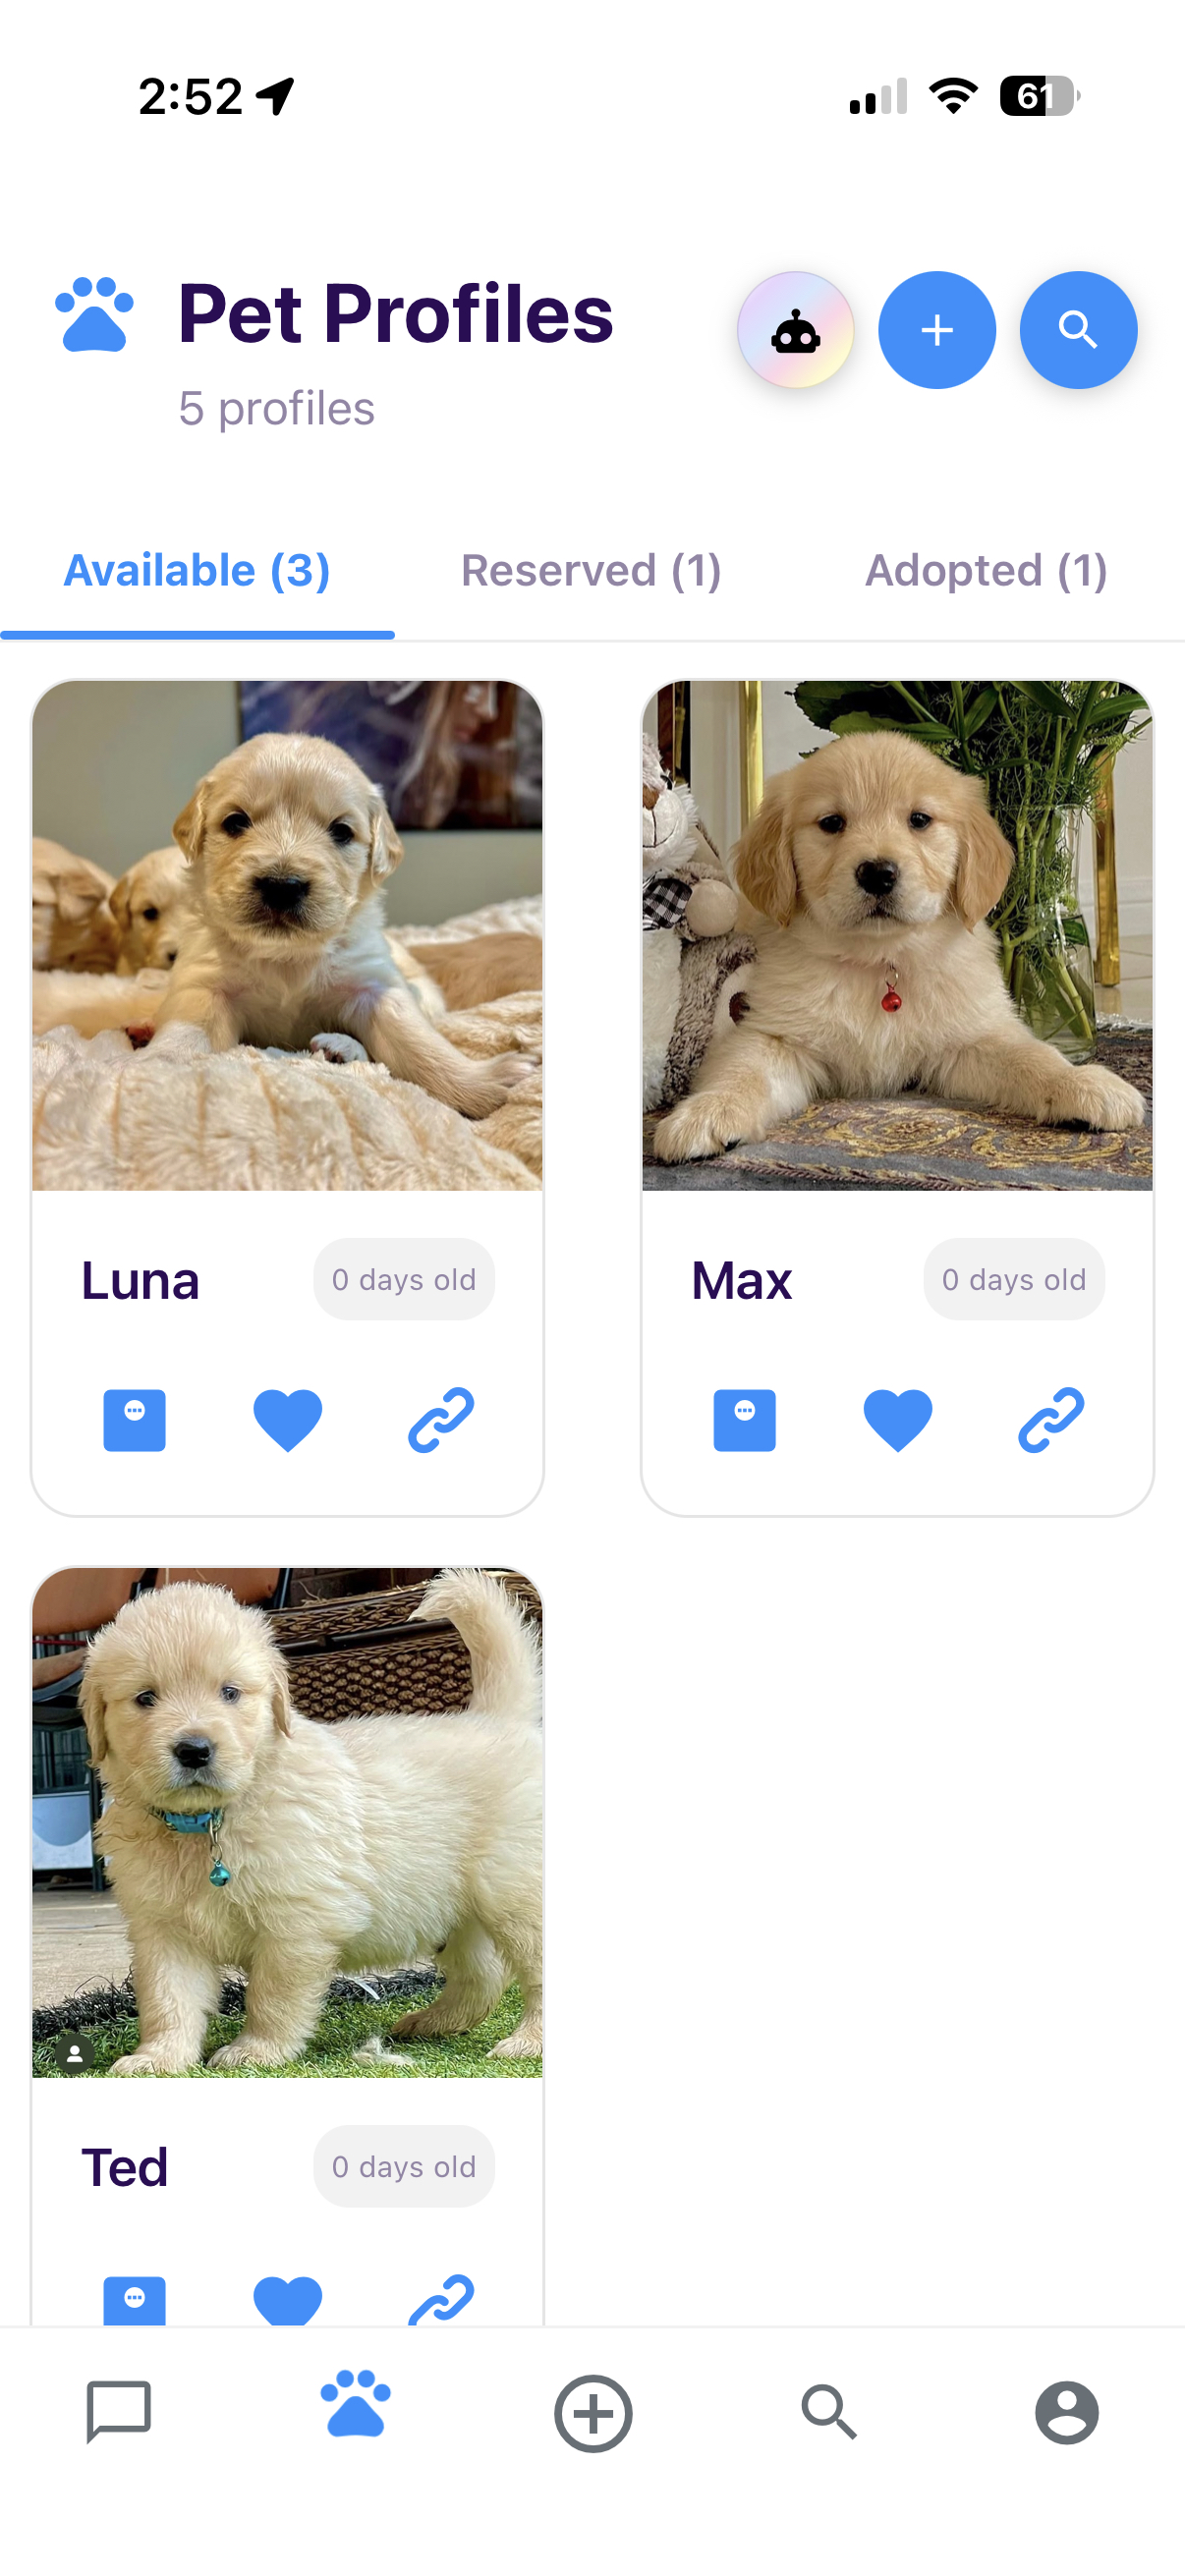 2:52
61
Pet Profiles
5 profiles
Available (3)
Reserved (1)
Adopted (1)
Luna
0 days old
Max
0 days old
Ted
0 days old